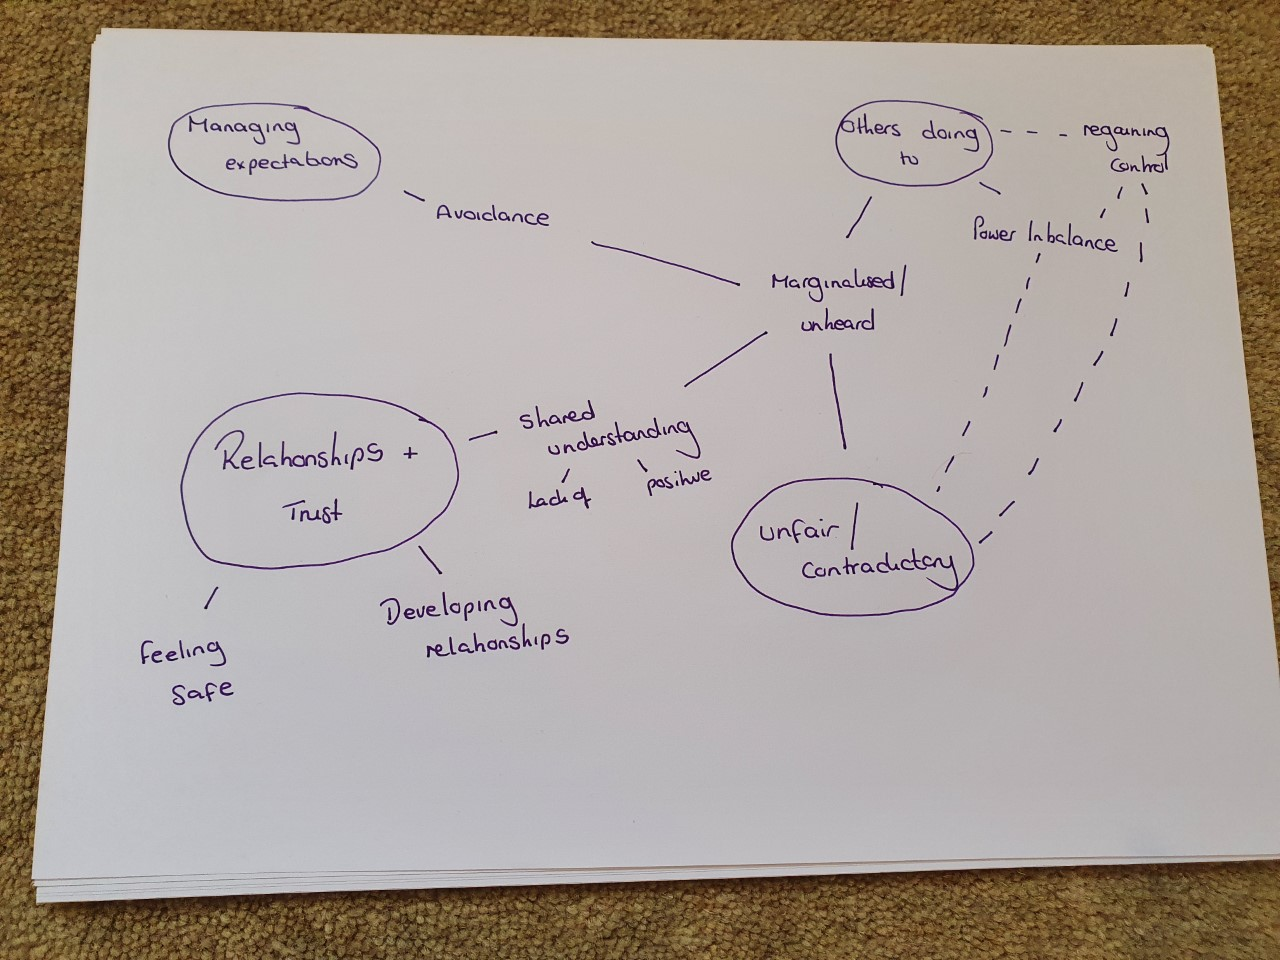 Managing
expectations
Avoidance
Others doing
to
regaining
control
Power Inbalance
Marginalised/
unheard
Shared
understanding
Lack of
positive
Relationships +
Trust
Feeling
Safe
Developing
relationships
unfair/
Contradictory